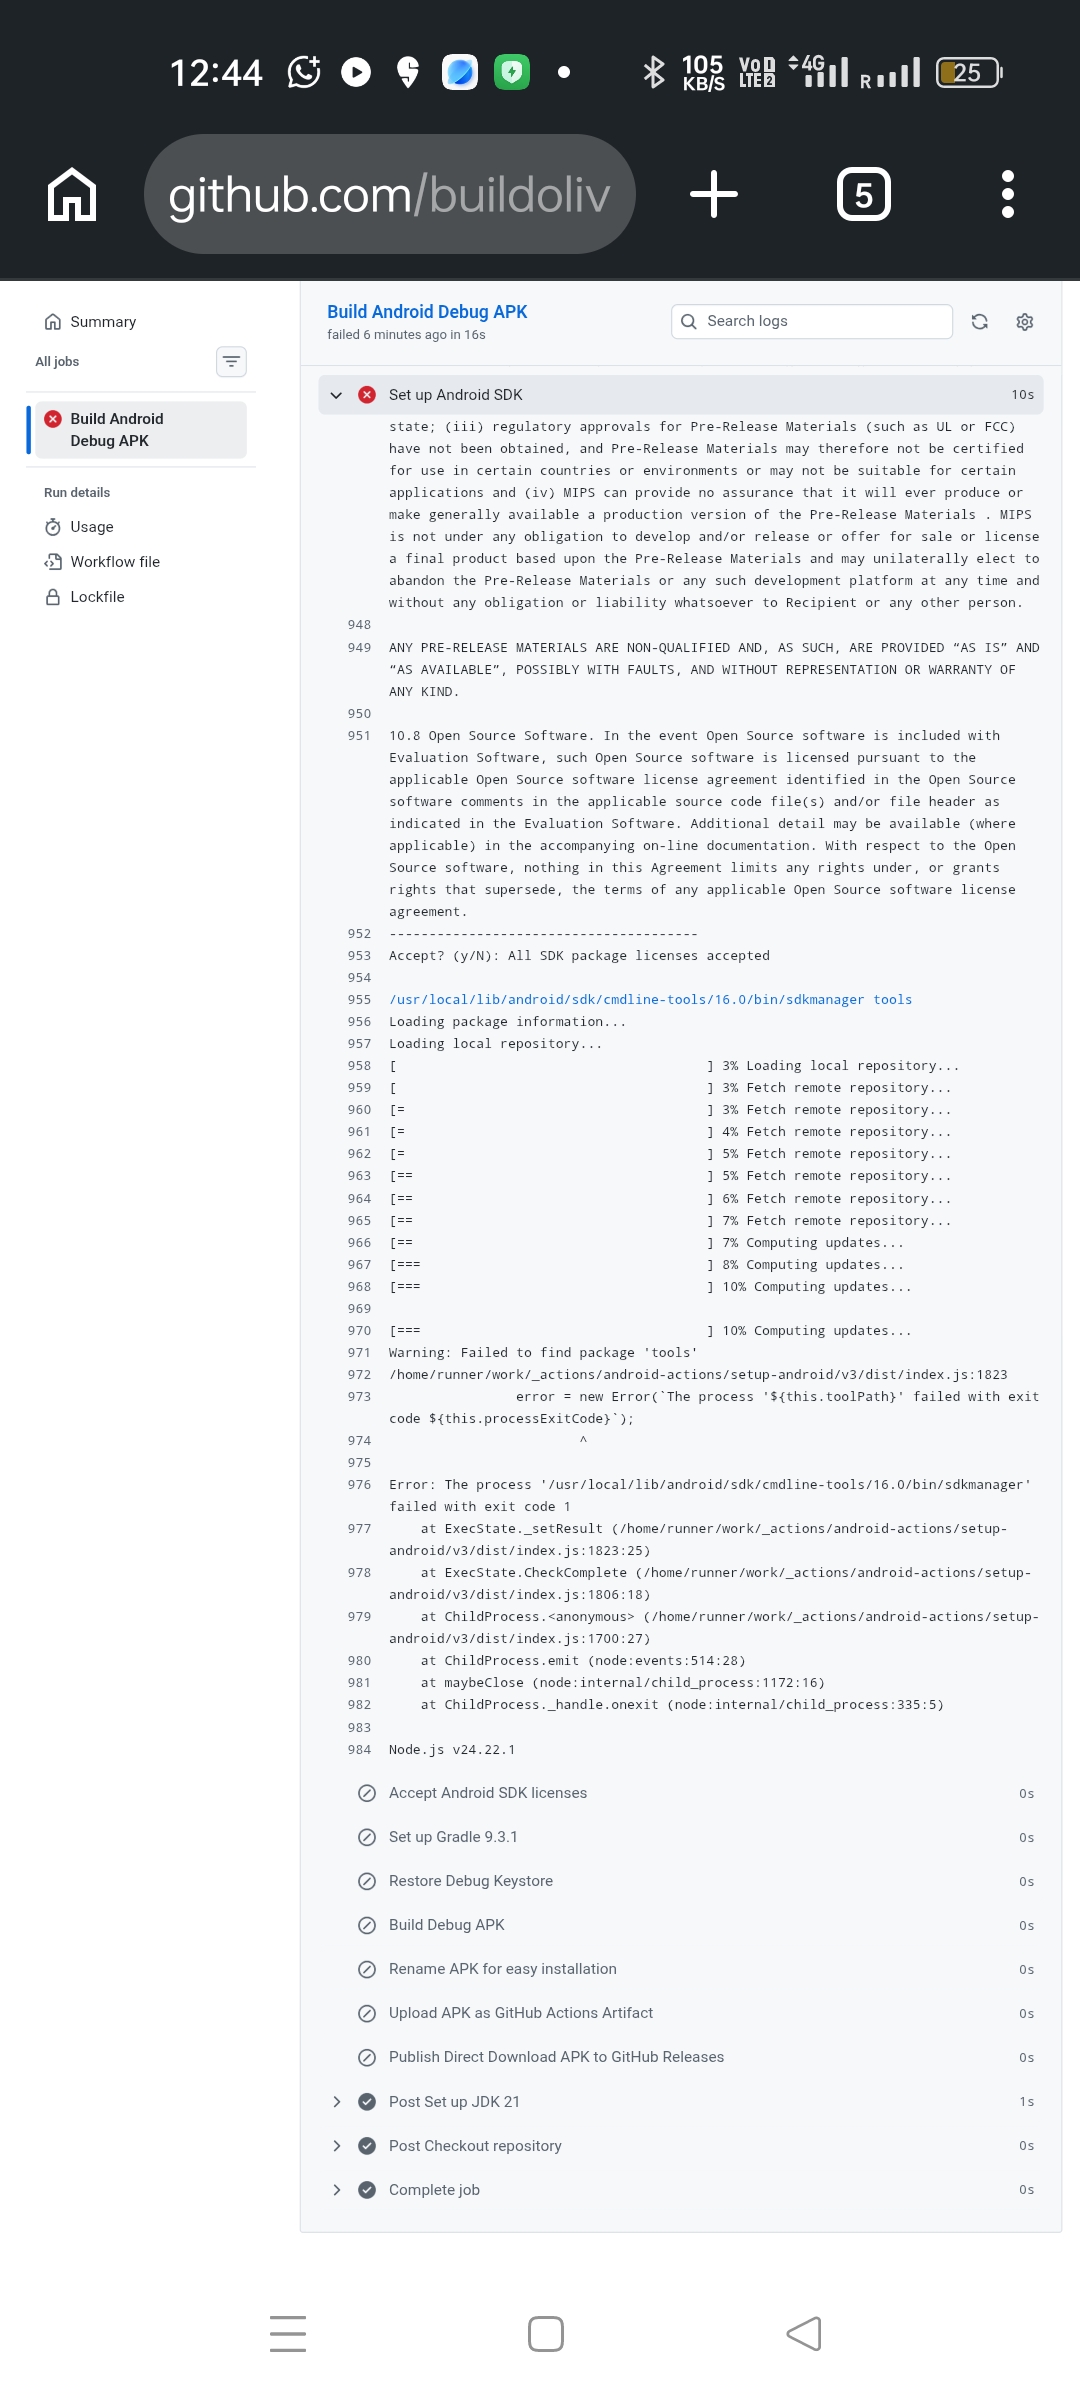 12:44
105 KB/S
VoD LTE 2
4G
R
25
github.com/buildoliv
5
Summary
All jobs
Build Android
Debug APK
Run details
Usage
Workflow file
Lockfile
Build Android Debug APK
failed 6 minutes ago in 16s
Search logs
Set up Android SDK 10s
state; (iii) regulatory approvals for Pre-Release Materials (such as UL or FCC)
have not been obtained, and Pre-Release Materials may therefore not be certified
for use in certain countries or environments or may not be suitable for certain
applications and (iv) MIPS can provide no assurance that it will ever produce or
make generally available a production version of the Pre-Release Materials . MIPS
is not under any obligation to develop and/or release or offer for sale or license
a final product based upon the Pre-Release Materials and may unilaterally elect to
abandon the Pre-Release Materials or any such development platform at any time and
without any obligation or liability whatsoever to Recipient or any other person.
948
949 ANY PRE-RELEASE MATERIALS ARE NON-QUALIFIED AND, AS SUCH, ARE PROVIDED “AS IS” AND
“AS AVAILABLE”, POSSIBLY WITH FAULTS, AND WITHOUT REPRESENTATION OR WARRANTY OF
ANY KIND.
950
951 10.8 Open Source Software. In the event Open Source software is included with
Evaluation Software, such Open Source software is licensed pursuant to the
applicable Open Source software license agreement identified in the Open Source
software comments in the applicable source code file(s) and/or file header as
indicated in the Evaluation Software. Additional detail may be available (where
applicable) in the accompanying on-line documentation. With respect to the Open
Source software, nothing in this Agreement limits any rights under, or grants
rights that supersede, the terms of any applicable Open Source software license
agreement.
952 ---------------------------------------
953 Accept? (y/N): All SDK package licenses accepted
954
955 /usr/local/lib/android/sdk/cmdline-tools/16.0/bin/sdkmanager tools
956 Loading package information...
957 Loading local repository...
958 [                                       ] 3% Loading local repository...
959 [                                       ] 3% Fetch remote repository...
960 [=                                      ] 3% Fetch remote repository...
961 [=                                      ] 4% Fetch remote repository...
962 [=                                      ] 5% Fetch remote repository...
963 [==                                     ] 5% Fetch remote repository...
964 [==                                     ] 6% Fetch remote repository...
965 [==                                     ] 7% Fetch remote repository...
966 [==                                     ] 7% Computing updates...
967 [===                                    ] 8% Computing updates...
968 [===                                    ] 10% Computing updates...
969
970 [===                                    ] 10% Computing updates...
971 Warning: Failed to find package 'tools'
972 /home/runner/work/_actions/android-actions/setup-android/v3/dist/index.js:1823
973                 error = new Error(`The process '${this.toolPath}' failed with exit
code ${this.processExitCode}`);
974                         ^
975
976 Error: The process '/usr/local/lib/android/sdk/cmdline-tools/16.0/bin/sdkmanager'
failed with exit code 1
977     at ExecState._setResult (/home/runner/work/_actions/android-actions/setup-
android/v3/dist/index.js:1823:25)
978     at ExecState.CheckComplete (/home/runner/work/_actions/android-actions/setup-
android/v3/dist/index.js:1806:18)
979     at ChildProcess.<anonymous> (/home/runner/work/_actions/android-actions/setup-
android/v3/dist/index.js:1700:27)
980     at ChildProcess.emit (node:events:514:28)
981     at maybeClose (node:internal/child_process:1172:16)
982     at ChildProcess._handle.onexit (node:internal/child_process:335:5)
983
984 Node.js v24.22.1
Accept Android SDK licenses 0s
Set up Gradle 9.3.1 0s
Restore Debug Keystore 0s
Build Debug APK 0s
Rename APK for easy installation 0s
Upload APK as GitHub Actions Artifact 0s
Publish Direct Download APK to GitHub Releases 0s
Post Set up JDK 21 1s
Post Checkout repository 0s
Complete job 0s